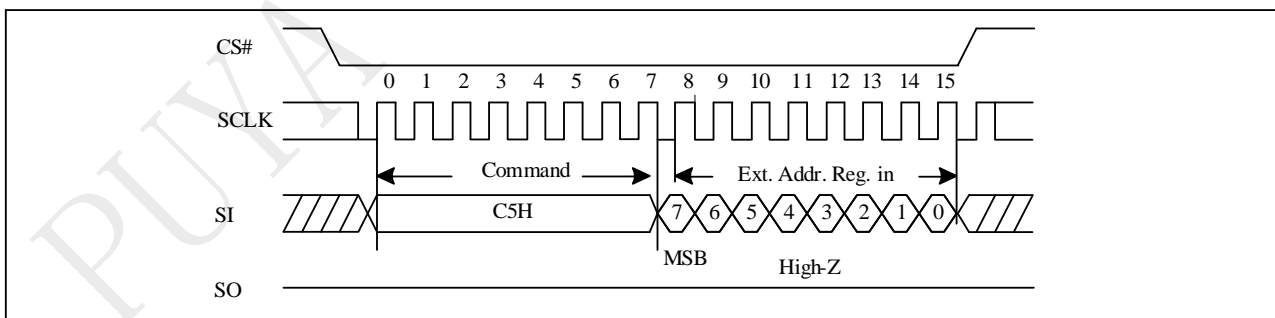 CS#
0 1 2 3 4 5 6 7 8 9 10 11 12 13 14 15
SCLK
Command Ext. Addr. Reg. in
SI C5H 7 6 5 4 3 2 1 0
MSB High-Z
SO
PUYA